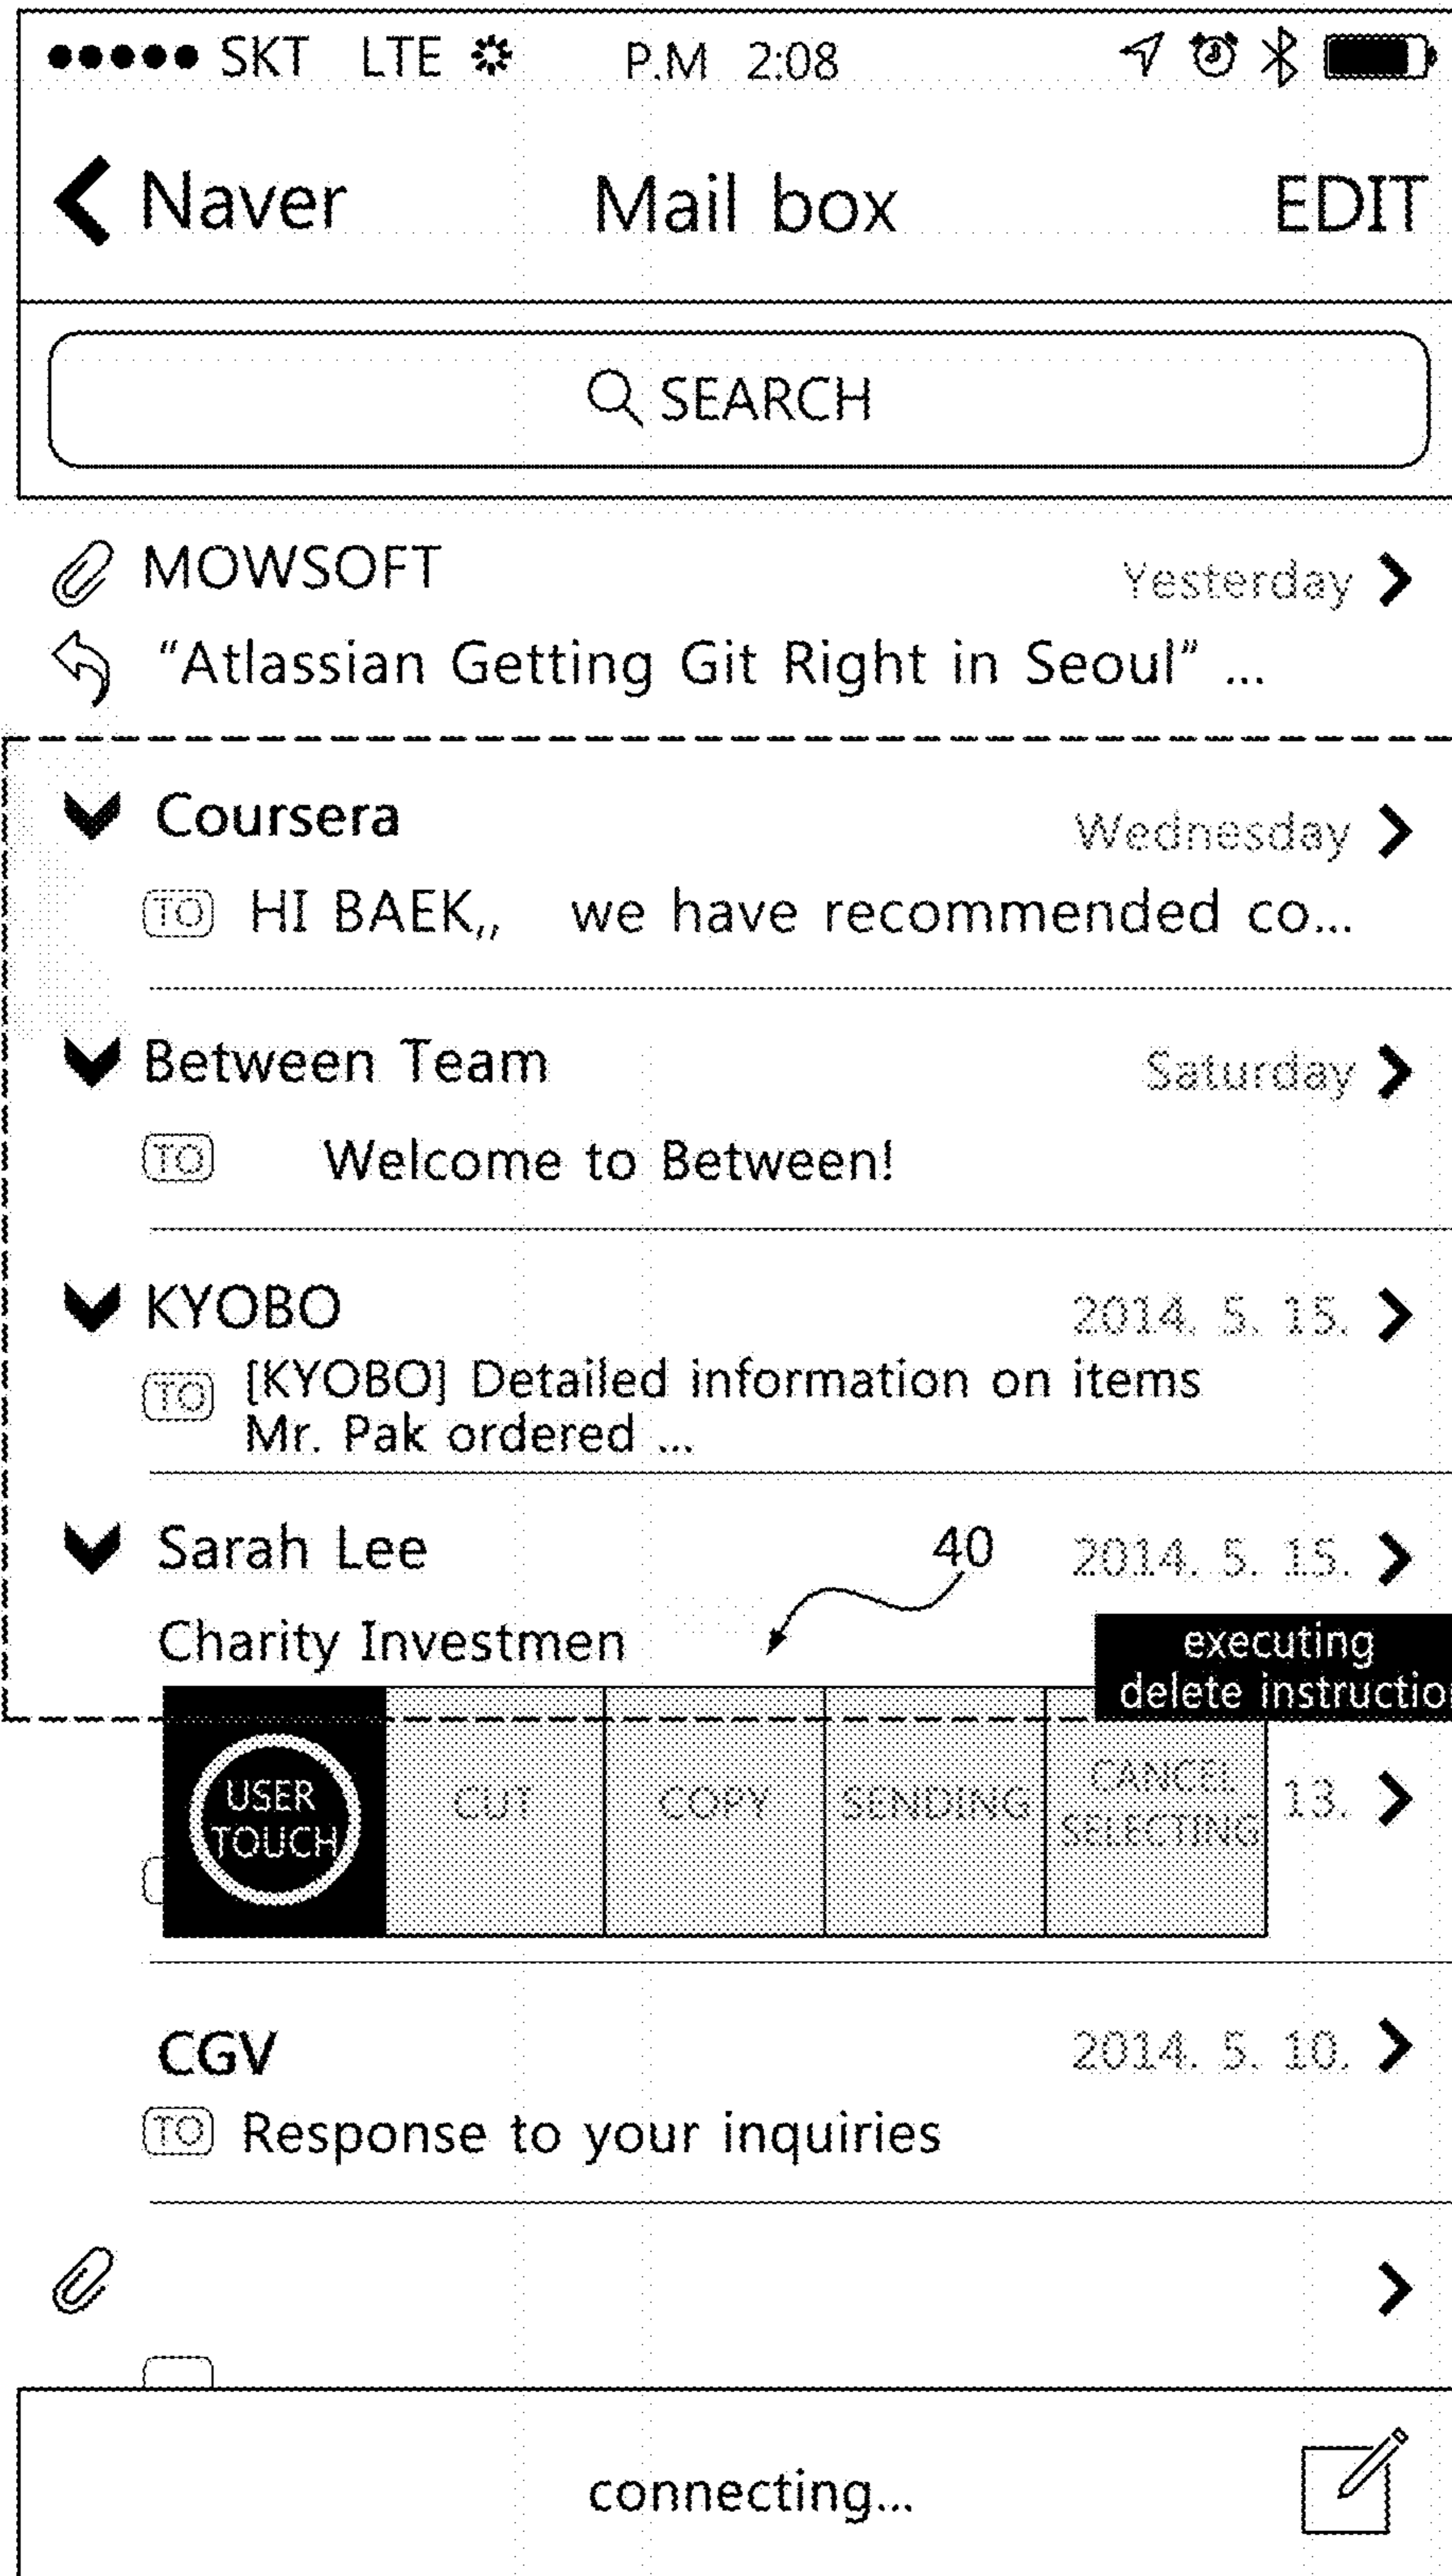 SKT LTE P.M 2:08
Naver Mail box EDIT
SEARCH
MOWSOFT Yesterday
“Atlassian Getting Git Right in Seoul” ...
Coursera Wednesday
TO HI BAEK,, we have recommended co...
Between Team Saturday
TO Welcome to Between!
KYOBO 2014. 5. 15.
TO [KYOBO] Detailed information on items
Mr. Pak ordered ...
Sarah Lee 40 2014. 5. 15.
Charity Investmen
executing
delete instructio
USER
TOUCH
CUT COPY SENDING
CANCEL
SELECTING
13.
CGV 2014. 5. 10.
TO Response to your inquiries
connecting...